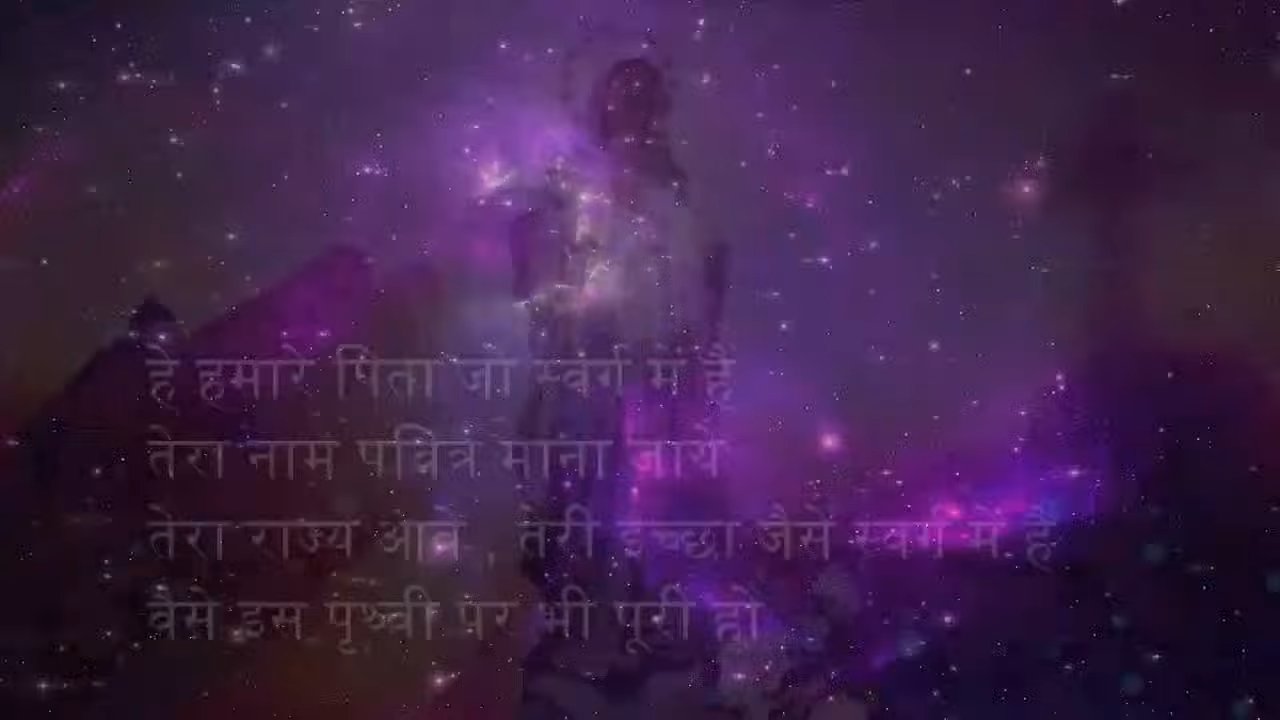 हे हमारे पिता जो स्वर्ग में हैं
तेरा नाम पवित्र माना जाये
तेरा राज्य आवे , तेरी इच्छा जैसे स्वर्ग में है
वैसे इस पृथ्वी पर भी पूरी हो